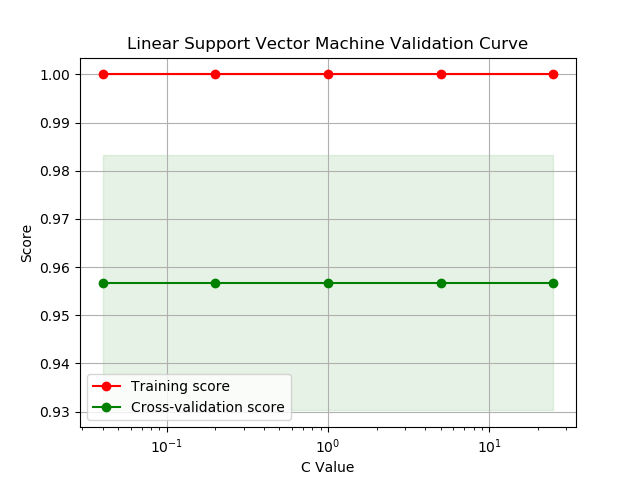 Linear Support Vector Machine Validation Curve
1.00
0.99
0.98
0.97
0.96
0.95
0.94
0.93
Score
Training score
Cross-validation score
10⁻¹
10⁰
10¹
C Value